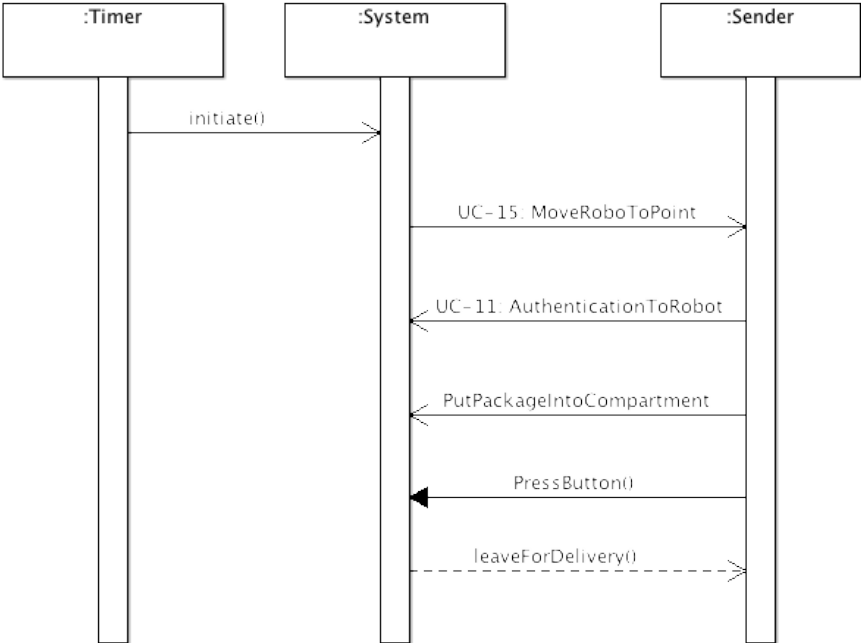 :Timer
:System
:Sender
initiate()
UC-15: MoveRoboToPoint
UC-11: AuthenticationToRobot
PutPackageIntoCompartment
PressButton()
leaveForDelivery()